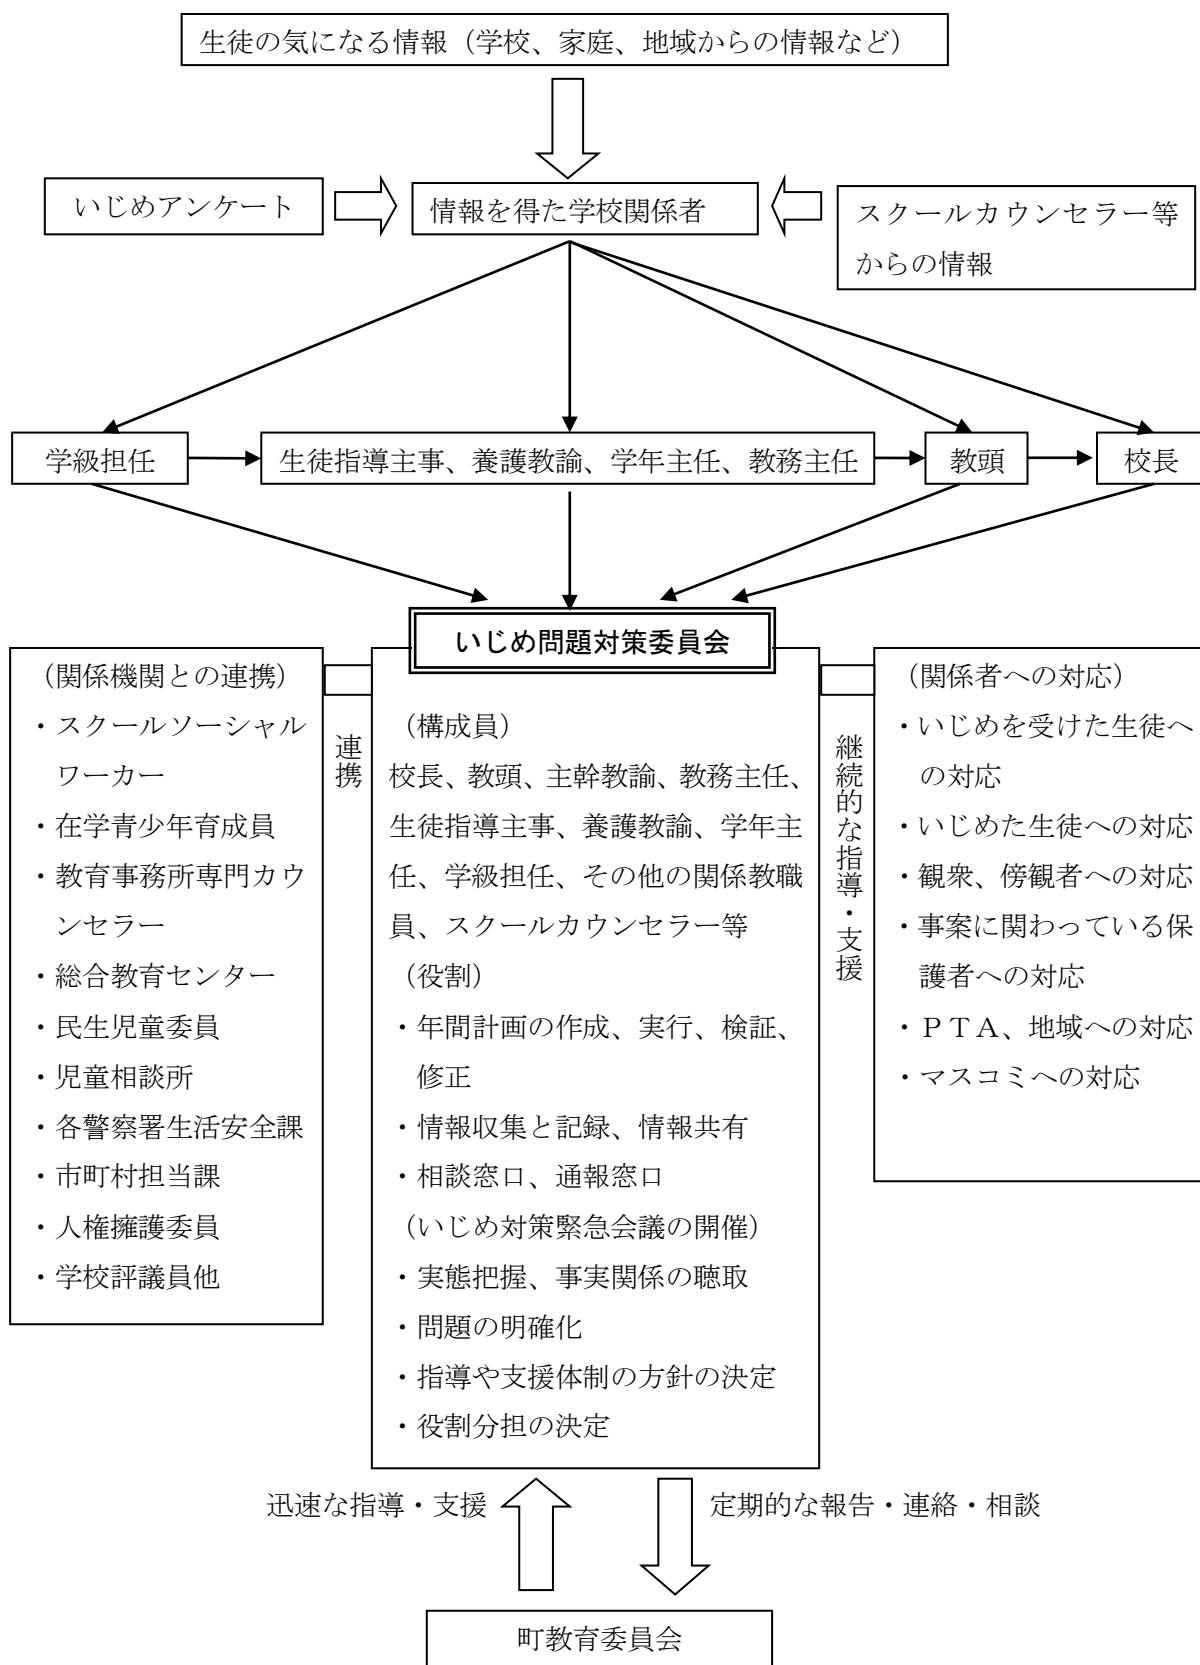 生徒の気になる情報（学校、家庭、地域からの情報など）
いじめアンケート
情報を得た学校関係者
スクールカウンセラー等
からの情報
学級担任
生徒指導主事、養護教諭、学年主任、教務主任
教頭
校長
いじめ問題対策委員会
（関係機関との連携）
・スクールソーシャル
ワーカー
・在学青少年育成員
・教育事務所専門カウ
ンセラー
・総合教育センター
・民生児童委員
・児童相談所
・各警察署生活安全課
・市町村担当課
・人権擁護委員
・学校評議員他
連携
（構成員）
校長、教頭、主幹教諭、教務主任、
生徒指導主事、養護教諭、学年主
任、学級担任、その他の関係教職
員、スクールカウンセラー等
（役割）
・年間計画の作成、実行、検証、
修正
・情報収集と記録、情報共有
・相談窓口、通報窓口
（いじめ対策緊急会議の開催）
・実態把握、事実関係の聴取
・問題の明確化
・指導や支援体制の方針の決定
・役割分担の決定
継続的な指導・支援
（関係者への対応）
・いじめを受けた生徒へ
の対応
・いじめた生徒への対応
・観衆、傍観者への対応
・事案に関わっている保
護者への対応
・ＰＴＡ、地域への対応
・マスコミへの対応
迅速な指導・支援
定期的な報告・連絡・相談
町教育委員会